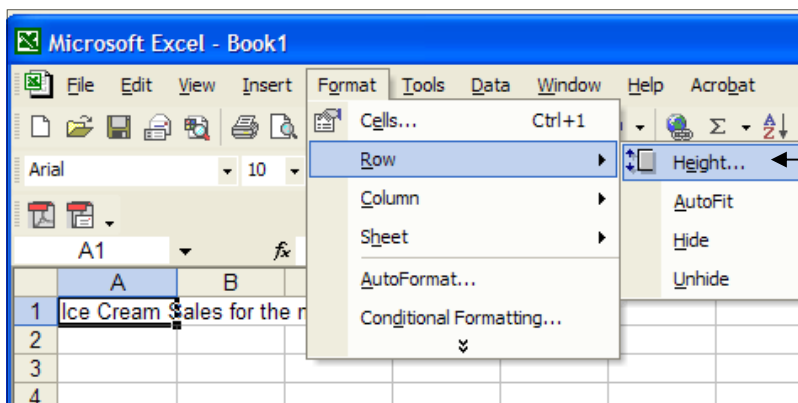 Microsoft Excel - Book1
File Edit View Insert Format Tools Data Window Help Acrobat
Cells... Ctrl+1
Arial 10 Row Height...
Column AutoFit
A1 fx Sheet Hide
A B AutoFormat... Unhide
1 Ice Cream Sales for the Conditional Formatting...
2
3
4